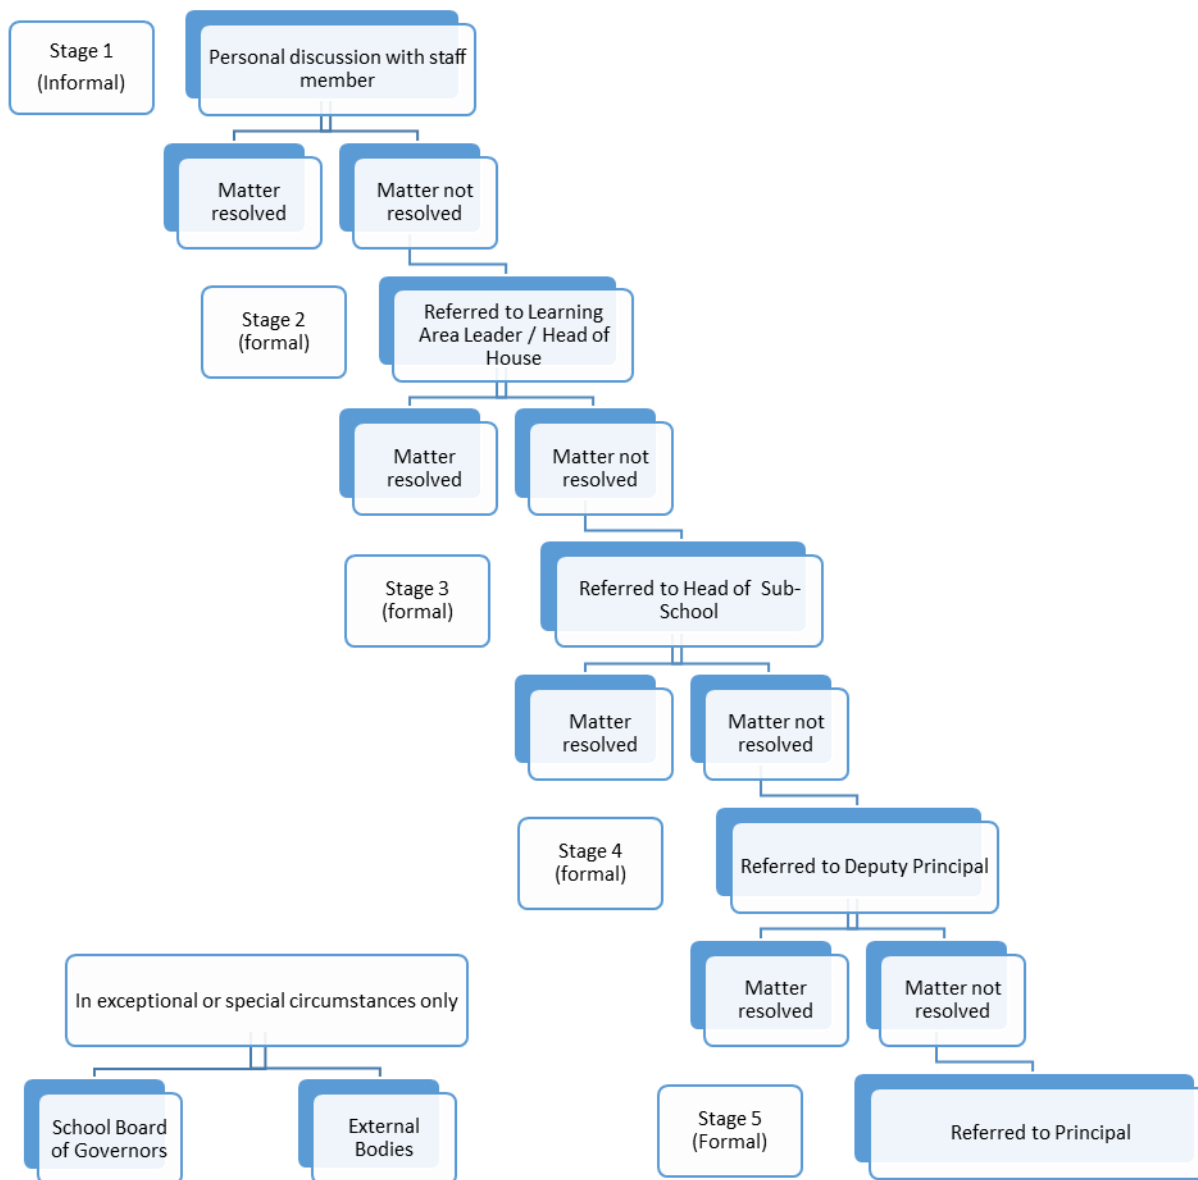 Stage 1
(Informal)
Personal discussion with staff
member
Matter
resolved
Matter not
resolved
Stage 2
(formal)
Referred to Learning
Area Leader / Head of
House
Matter
resolved
Matter not
resolved
Stage 3
(formal)
Referred to Head of  Sub-
School
Matter
resolved
Matter not
resolved
Stage 4
(formal)
Referred to Deputy Principal
Matter
resolved
Matter not
resolved
In exceptional or special circumstances only
School Board
of Governors
External
Bodies
Stage 5
(Formal)
Referred to Principal